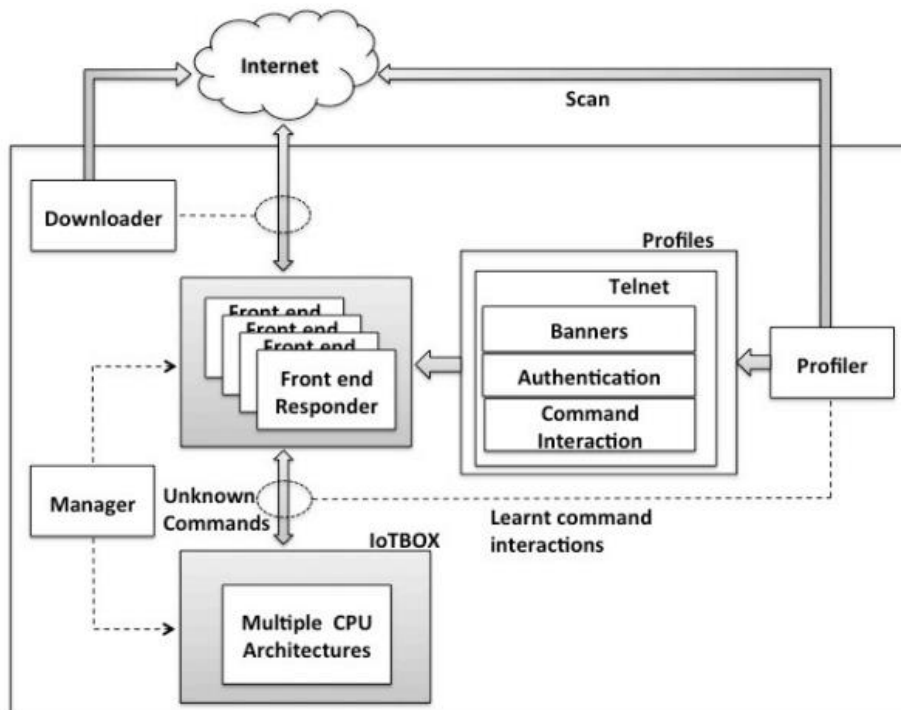 Internet
Scan
Downloader
Profiles
Telnet
Front end
Front end
Front end
Front end
Responder
Banners
Authentication
Command
Interaction
Profiler
Manager
Unknown
Commands
Learnt command
interactions
IoTBOX
Multiple CPU
Architectures